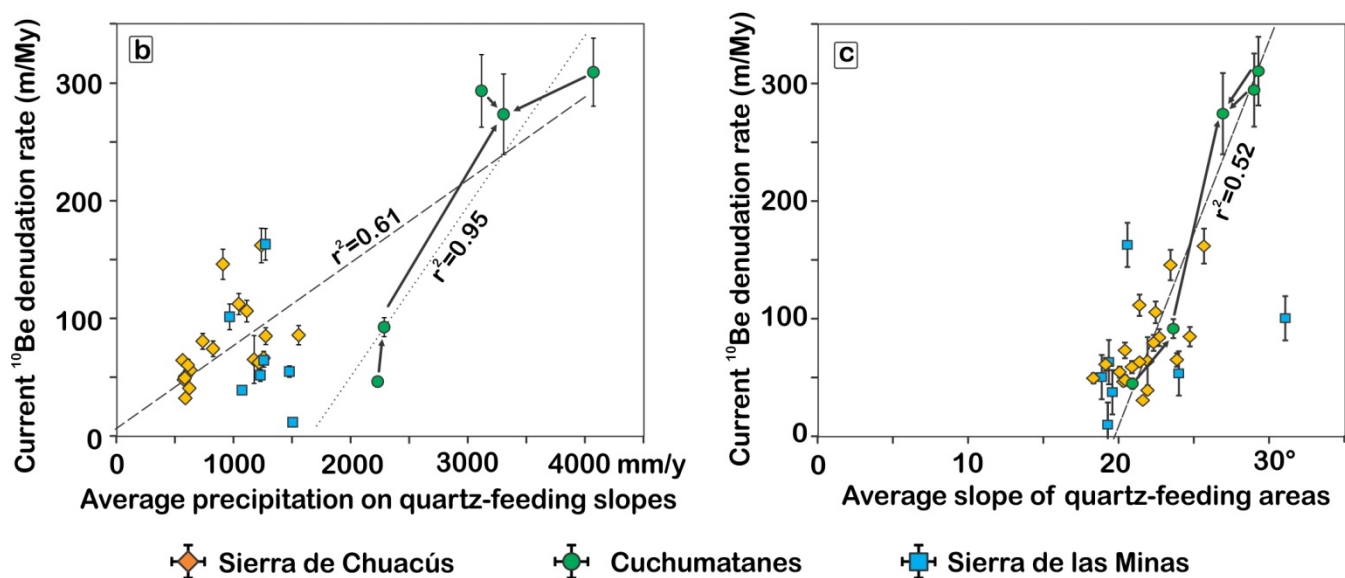 Current ¹⁰Be denudation rate (m/My)
300
200
100
0
b
r²=0.61
r²=0.95
0
1000
2000
3000
4000 mm/y
Average precipitation on quartz-feeding slopes
Current ¹⁰Be denudation rate (m/My)
300
200
100
0
c
r²=0.52
0
10
20
30°
Average slope of quartz-feeding areas
Sierra de Chuacús
Cuchumatanes
Sierra de las Minas